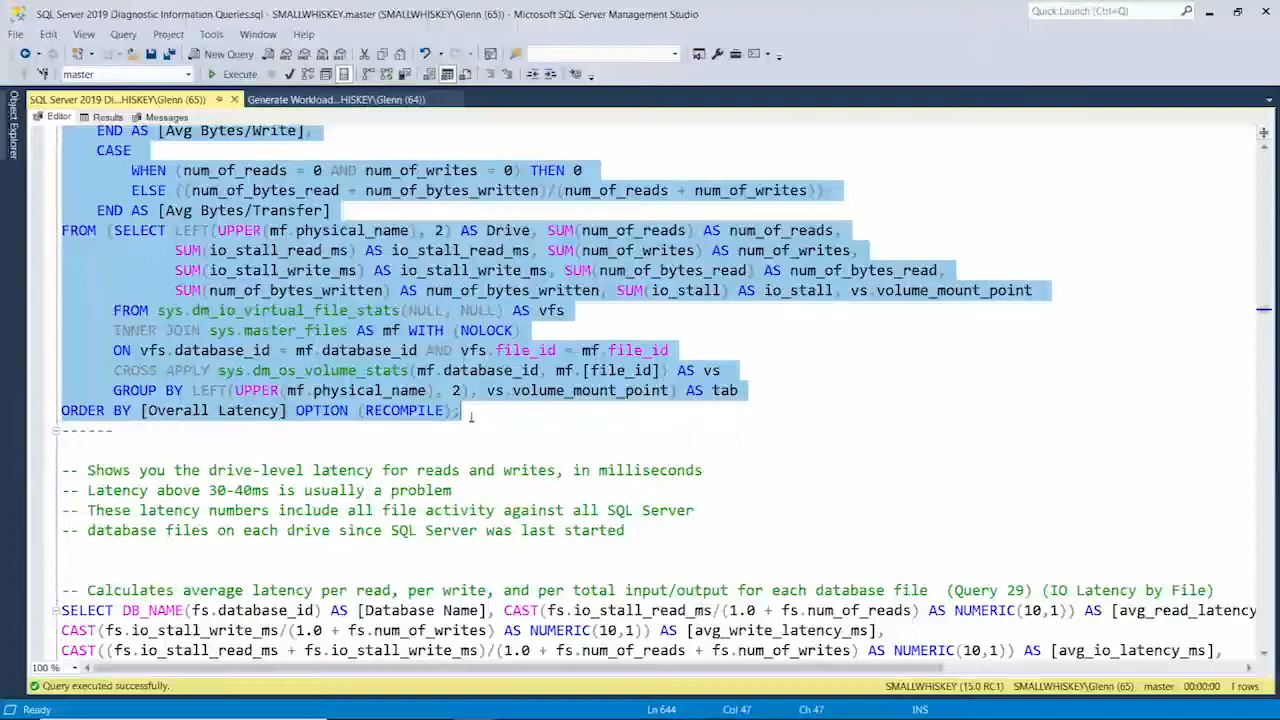 SQL Server 2019 Diagnostic Information Queries.sql - SMALLWHISKEY.master (SMALLWHISKEY\Glenn (65)) - Microsoft SQL Server Management Studio
Quick Launch (Ctrl+Q)
File Edit View Query Project Tools Window Help
New Query
master Execute
SQL Server 2019 Di...HISKEY\Glenn (65)) Generate Workload...HISKEY\Glenn (64))
Object Explorer
Editor Results Messages
END AS [Avg Bytes/Write],
CASE
WHEN (num_of_reads = 0 AND num_of_writes = 0) THEN 0
ELSE ((num_of_bytes_read + num_of_bytes_written)/(num_of_reads + num_of_writes))
END AS [Avg Bytes/Transfer]
FROM (SELECT LEFT(UPPER(mf.physical_name), 2) AS Drive, SUM(num_of_reads) AS num_of_reads,
SUM(io_stall_read_ms) AS io_stall_read_ms, SUM(num_of_writes) AS num_of_writes,
SUM(io_stall_write_ms) AS io_stall_write_ms, SUM(num_of_bytes_read) AS num_of_bytes_read,
SUM(num_of_bytes_written) AS num_of_bytes_written, SUM(io_stall) AS io_stall, vs.volume_mount_point
FROM sys.dm_io_virtual_file_stats(NULL, NULL) AS vfs
INNER JOIN sys.master_files AS mf WITH (NOLOCK)
ON vfs.database_id = mf.database_id AND vfs.file_id = mf.file_id
CROSS APPLY sys.dm_os_volume_stats(mf.database_id, mf.[file_id]) AS vs
GROUP BY LEFT(UPPER(mf.physical_name), 2), vs.volume_mount_point) AS tab
ORDER BY [Overall Latency] OPTION (RECOMPILE);
------
-- Shows you the drive-level latency for reads and writes, in milliseconds
-- Latency above 30-40ms is usually a problem
-- These latency numbers include all file activity against all SQL Server
-- database files on each drive since SQL Server was last started
-- Calculates average latency per read, per write, and per total input/output for each database file  (Query 29) (IO Latency by File)
SELECT DB_NAME(fs.database_id) AS [Database Name], CAST(fs.io_stall_read_ms/(1.0 + fs.num_of_reads) AS NUMERIC(10,1)) AS [avg_read_latency
CAST(fs.io_stall_write_ms/(1.0 + fs.num_of_writes) AS NUMERIC(10,1)) AS [avg_write_latency_ms],
CAST((fs.io_stall_read_ms + fs.io_stall_write_ms)/(1.0 + fs.num_of_reads + fs.num_of_writes) AS NUMERIC(10,1)) AS [avg_io_latency_ms],
100 %
Query executed successfully. SMALLWHISKEY (15.0 RC1) SMALLWHISKEY\Glenn (65) master 00:00:00 1 rows
Ready Ln 644 Col 47 Ch 47 INS